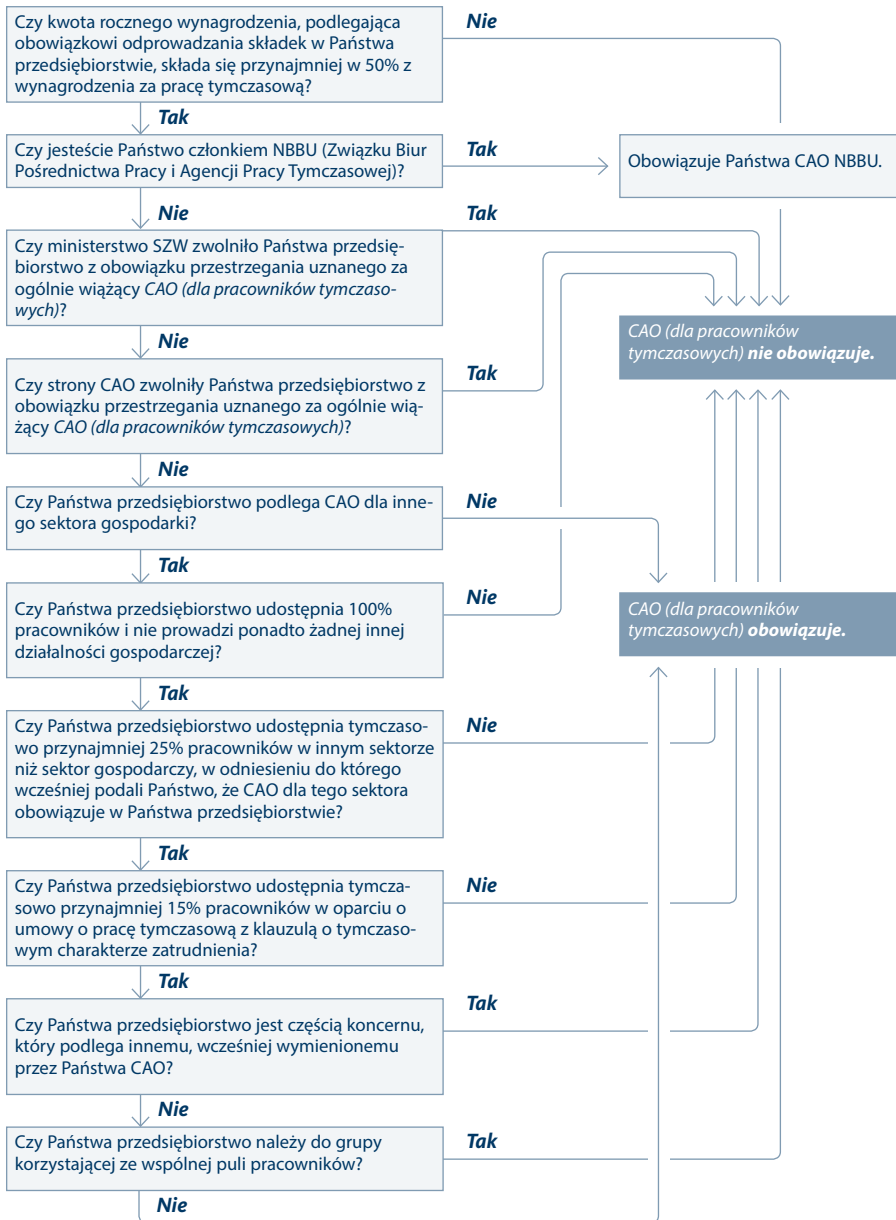 Czy kwota rocznego wynagrodzenia, podlegająca
obowiązkowi odprowadzania składek w Państwa
przedsiębiorstwie, składa się przynajmniej w 50% z
wynagrodzenia za pracę tymczasową?
Nie
Tak
Czy jesteście Państwo członkiem NBBU (Związku Biur
Pośrednictwa Pracy i Agencji Pracy Tymczasowej)?
Tak
Obowiązuje Państwa CAO NBBU.
Nie
Czy ministerstwo SZW zwolniło Państwa przedsię-
biorstwo z obowiązku przestrzegania uznanego za
ogólnie wiążący CAO (dla pracowników tymczaso-
wych)?
Tak
CAO (dla pracowników
tymczasowych) nie obowiązuje.
Nie
Czy strony CAO zwolniły Państwa przedsiębiorstwo z
obowiązku przestrzegania uznanego za ogólnie wią-
żący CAO (dla pracowników tymczasowych)?
Tak
Nie
Czy Państwa przedsiębiorstwo podlega CAO dla inne-
go sektora gospodarki?
Nie
Tak
Czy Państwa przedsiębiorstwo udostępnia 100%
pracowników i nie prowadzi ponadto żadnej innej
działalności gospodarczej?
Nie
CAO (dla pracowników
tymczasowych) obowiązuje.
Tak
Czy Państwa przedsiębiorstwo udostępnia tymczaso-
wo przynajmniej 25% pracowników w innym sektorze
niż sektor gospodarczy, w odniesieniu do którego
wcześniej podali Państwo, że CAO dla tego sektora
obowiązuje w Państwa przedsiębiorstwie?
Nie
Tak
Czy Państwa przedsiębiorstwo udostępnia tymcza-
sowo przynajmniej 15% pracowników w oparciu o
umowy o pracę tymczasową z klauzulą o tymczaso-
wym charakterze zatrudnienia?
Nie
Tak
Czy Państwa przedsiębiorstwo jest częścią koncernu,
który podlega innemu, wcześniej wymienionemu
przez Państwa CAO?
Tak
Nie
Czy Państwa przedsiębiorstwo należy do grupy
korzystającej ze wspólnej puli pracowników?
Tak
Nie